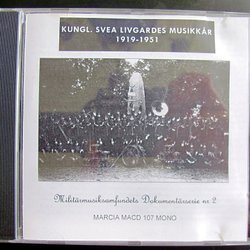 KUNGL. SVEA LIVGARDES MUSIKKÅR
1919-1951
Militärmusiksamfundets Dokumentärserie nr 2
MARCIA MACD 107 MONO